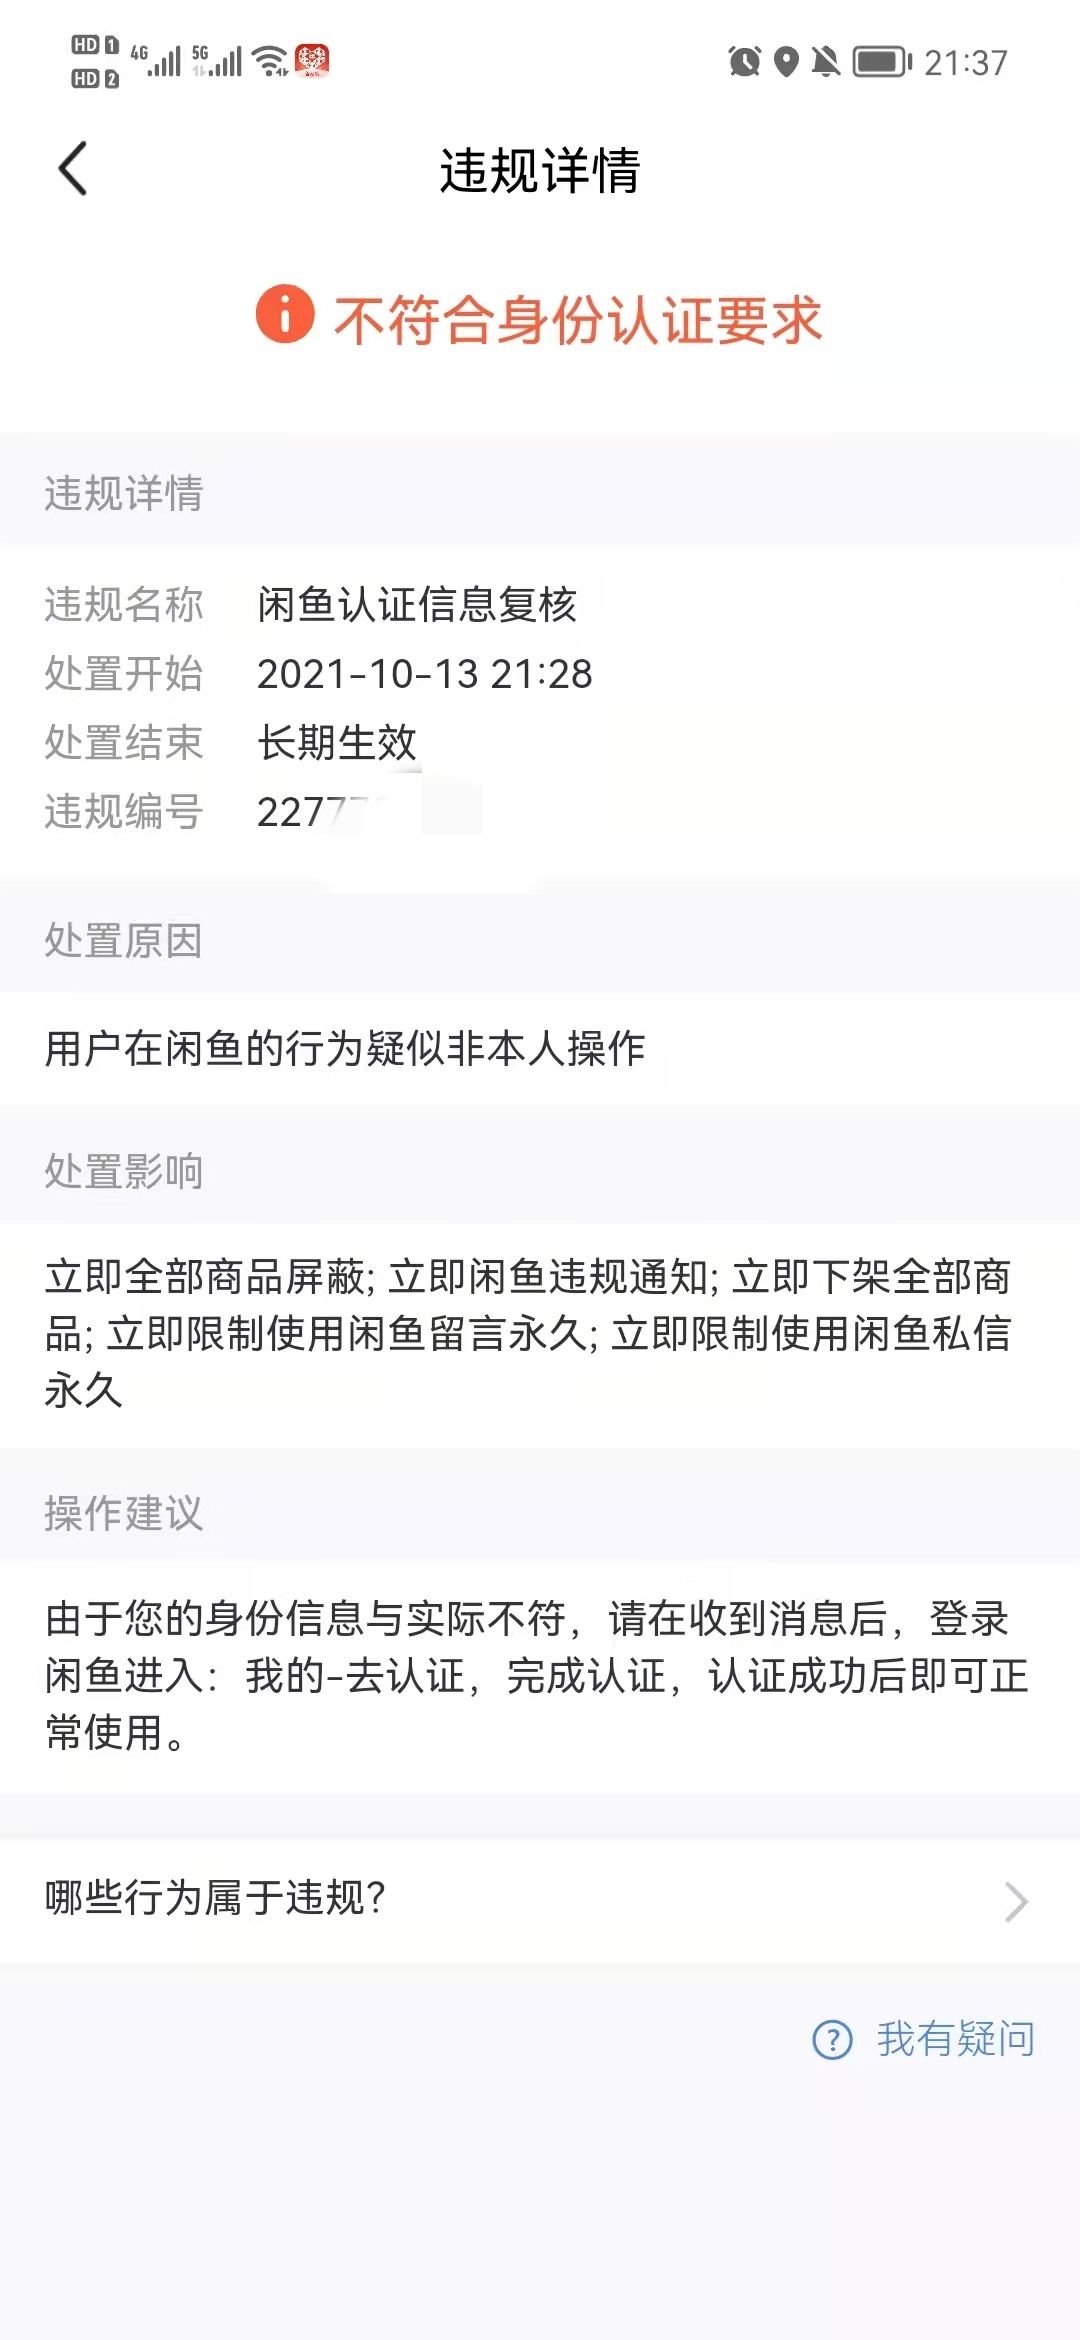 HD 1 4G 5G 21:37
HD 2
违规详情
不符合身份认证要求
违规详情
违规名称 闲鱼认证信息复核
处置开始 2021-10-13 21:28
处置结束 长期生效
违规编号 2277
处置原因
用户在闲鱼的行为疑似非本人操作
处置影响
立即全部商品屏蔽; 立即闲鱼违规通知; 立即下架全部商
品; 立即限制使用闲鱼留言永久; 立即限制使用闲鱼私信
永久
操作建议
由于您的身份信息与实际不符，请在收到消息后，登录
闲鱼进入：我的-去认证，完成认证，认证成功后即可正
常使用。
哪些行为属于违规?
? 我有疑问